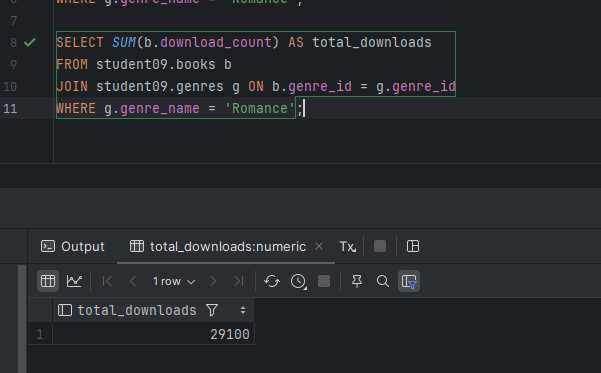 WHERE g.genre_name = 'Romance';
7
8 SELECT SUM(b.download_count) AS total_downloads
9 FROM student09.books b
10 JOIN student09.genres g ON b.genre_id = g.genre_id
11 WHERE g.genre_name = 'Romance';
Output total_downloads:numeric × Tx
1 row
total_downloads
1 29100